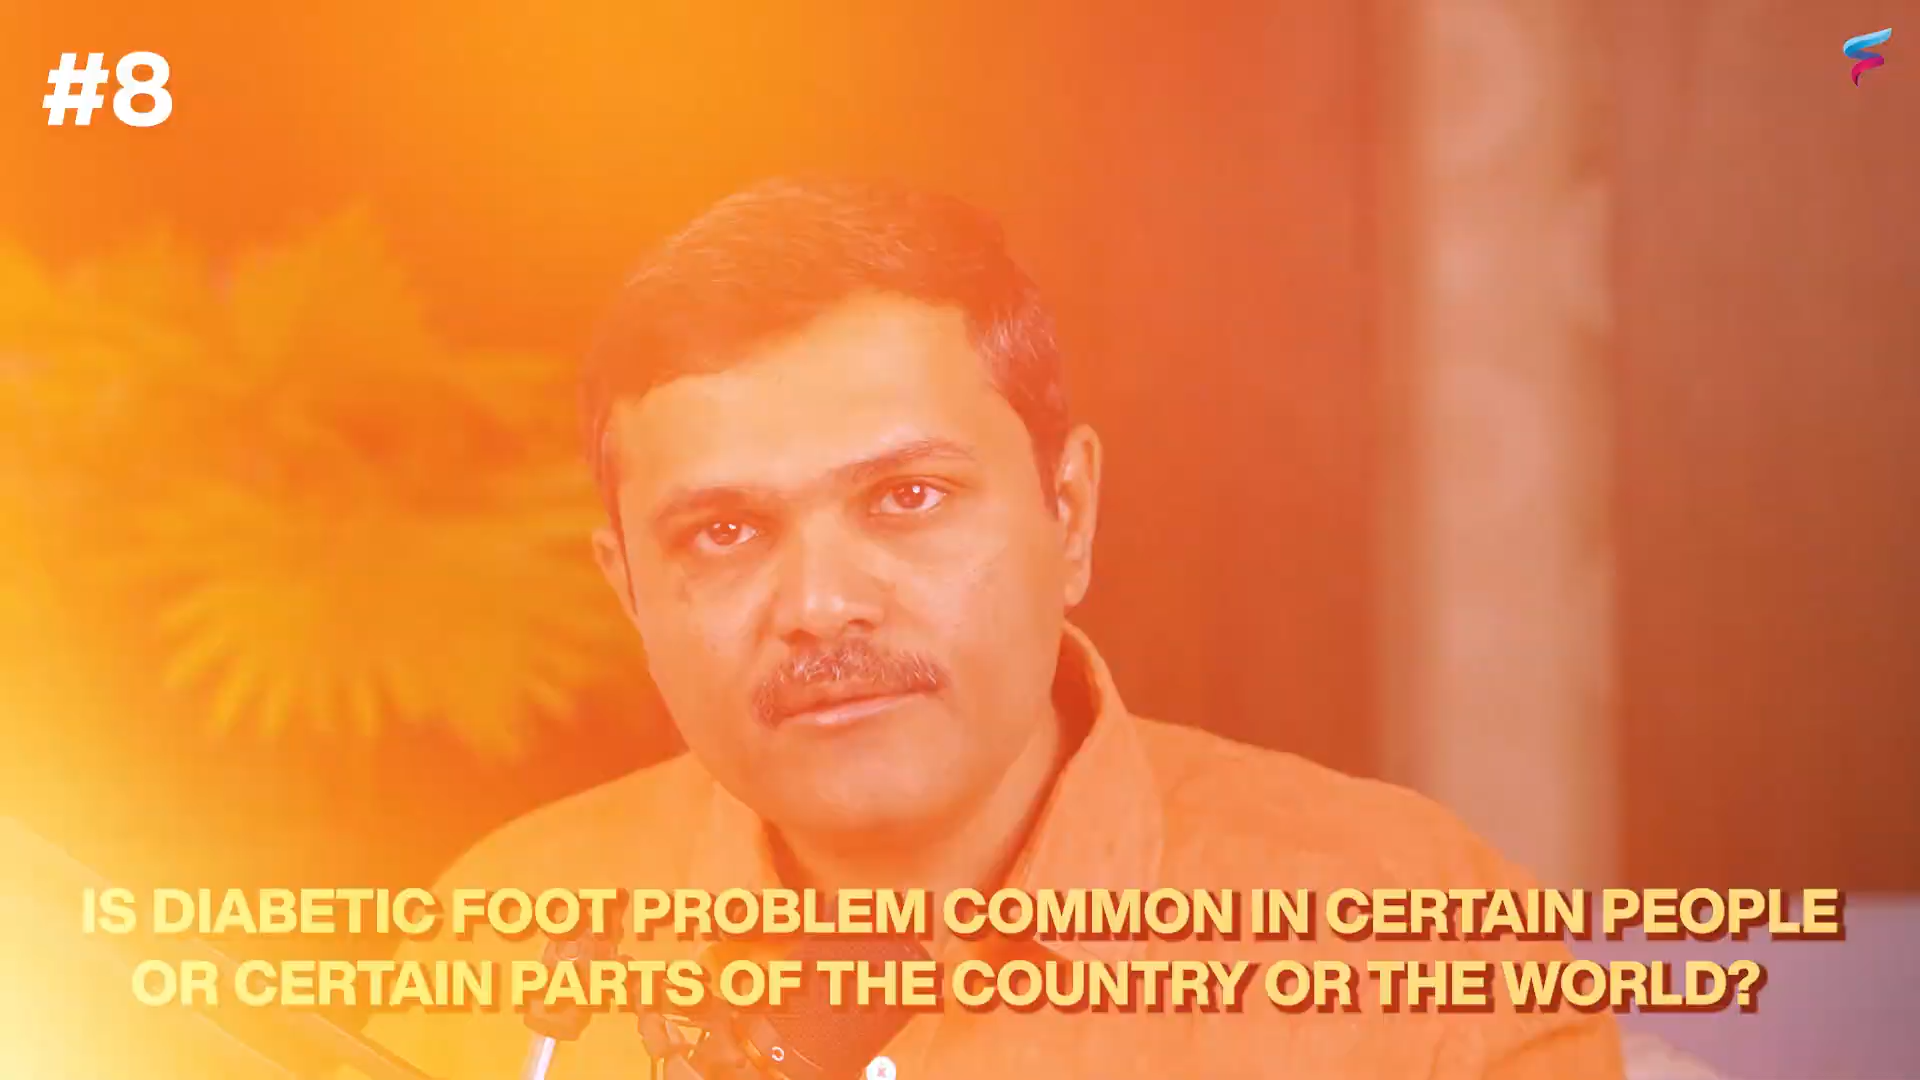 #8
IS DIABETIC FOOT PROBLEM COMMON IN CERTAIN PEOPLE
OR CERTAIN PARTS OF THE COUNTRY OR THE WORLD?